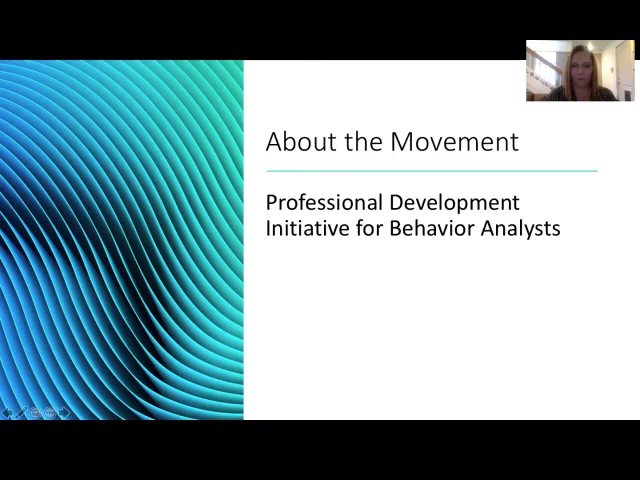 About the Movement
Professional Development
Initiative for Behavior Analysts